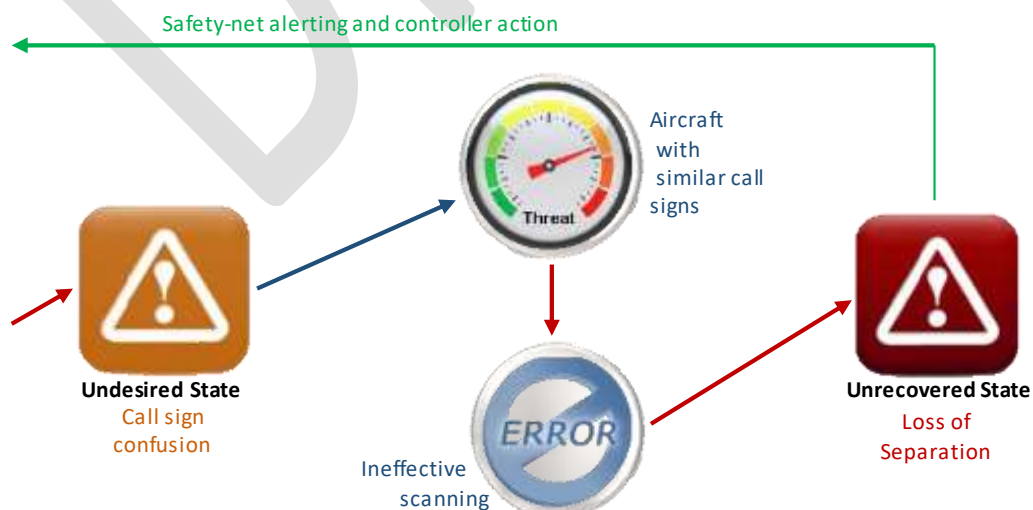 Safety-net alerting and controller action
Aircraft
with
similar call
signs
Threat
Undesired State
Call sign
confusion
ERROR
Ineffective
scanning
Unrecovered State
Loss of
Separation